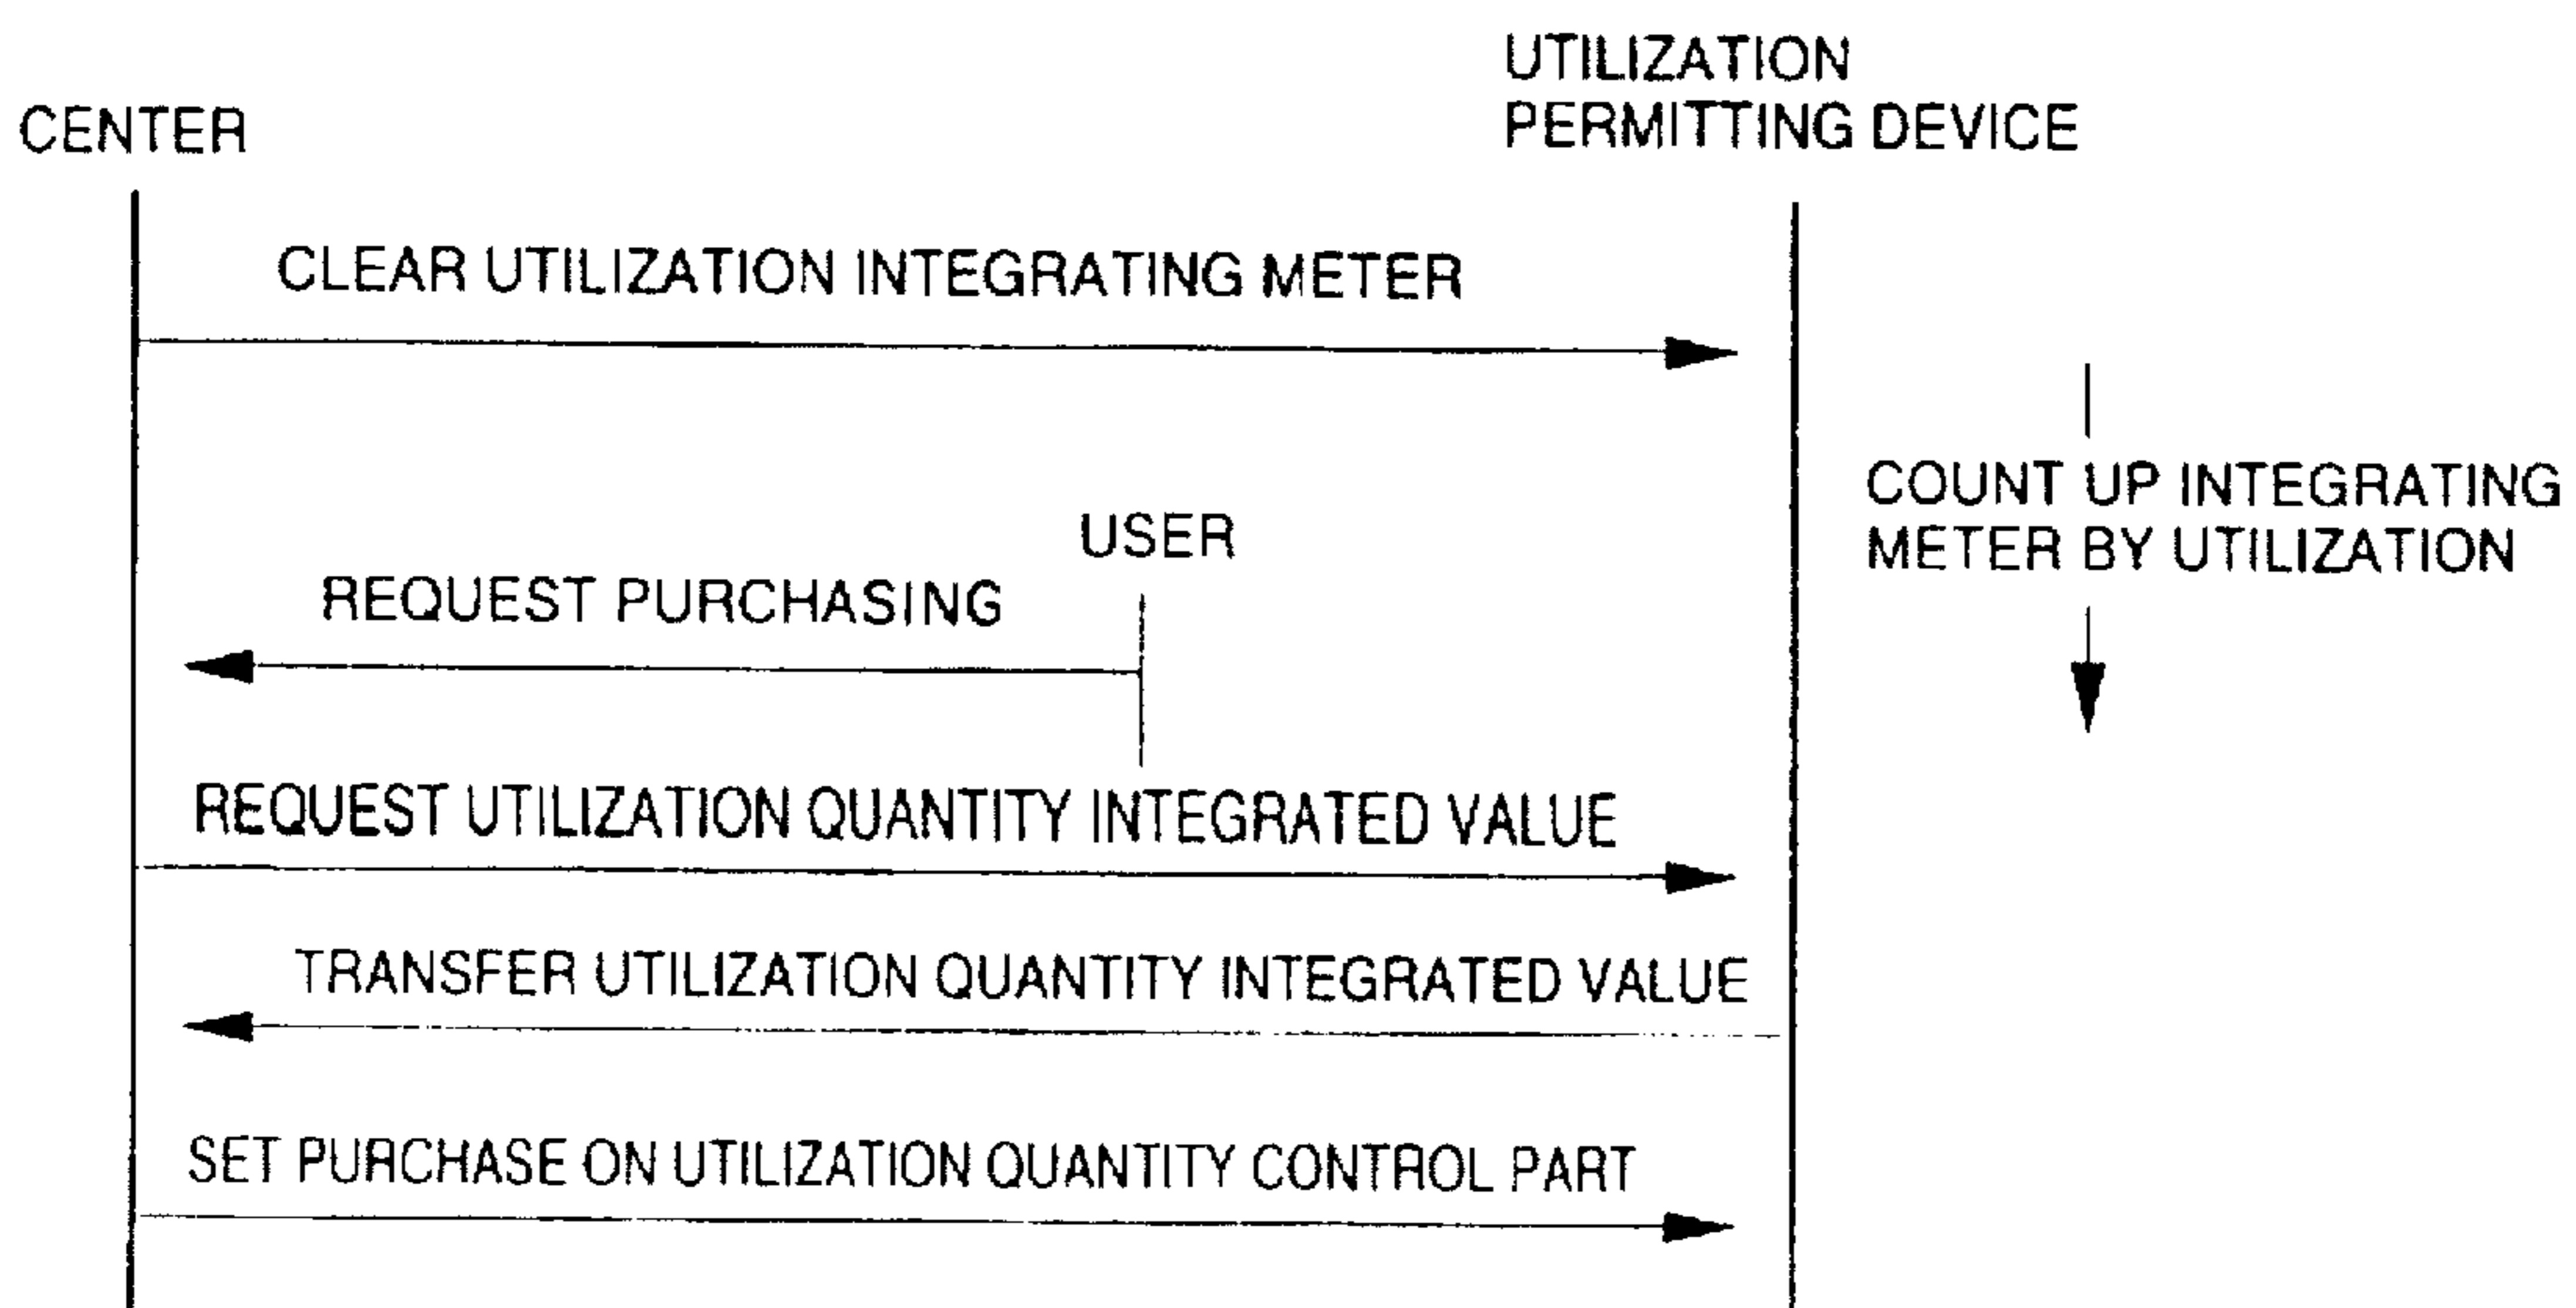 UTILIZATION
PERMITTING DEVICE
CENTER
CLEAR UTILIZATION INTEGRATING METER
COUNT UP INTEGRATING
METER BY UTILIZATION
USER
REQUEST PURCHASING
REQUEST UTILIZATION QUANTITY INTEGRATED VALUE
TRANSFER UTILIZATION QUANTITY INTEGRATED VALUE
SET PURCHASE ON UTILIZATION QUANTITY CONTROL PART